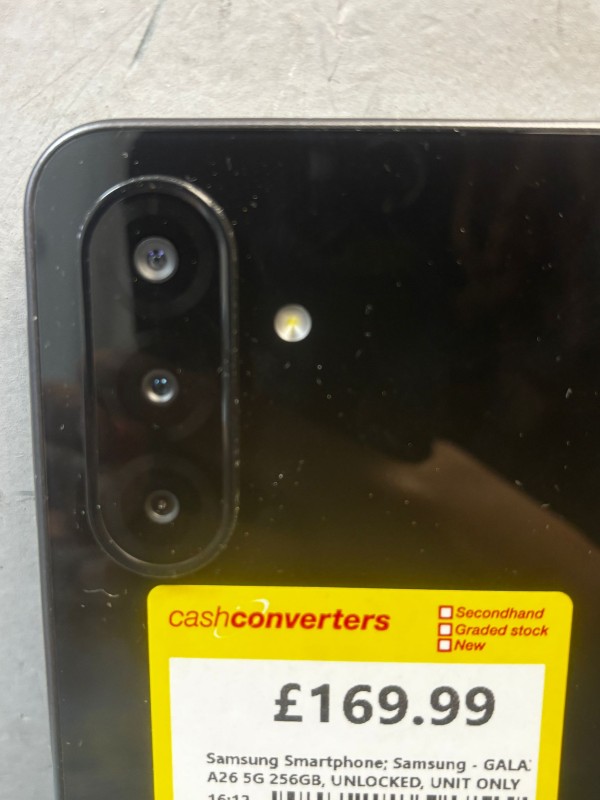 cashconverters
Secondhand
Graded stock
New
£169.99
Samsung Smartphone; Samsung - GALA
A26 5G 256GB, UNLOCKED, UNIT ONLY